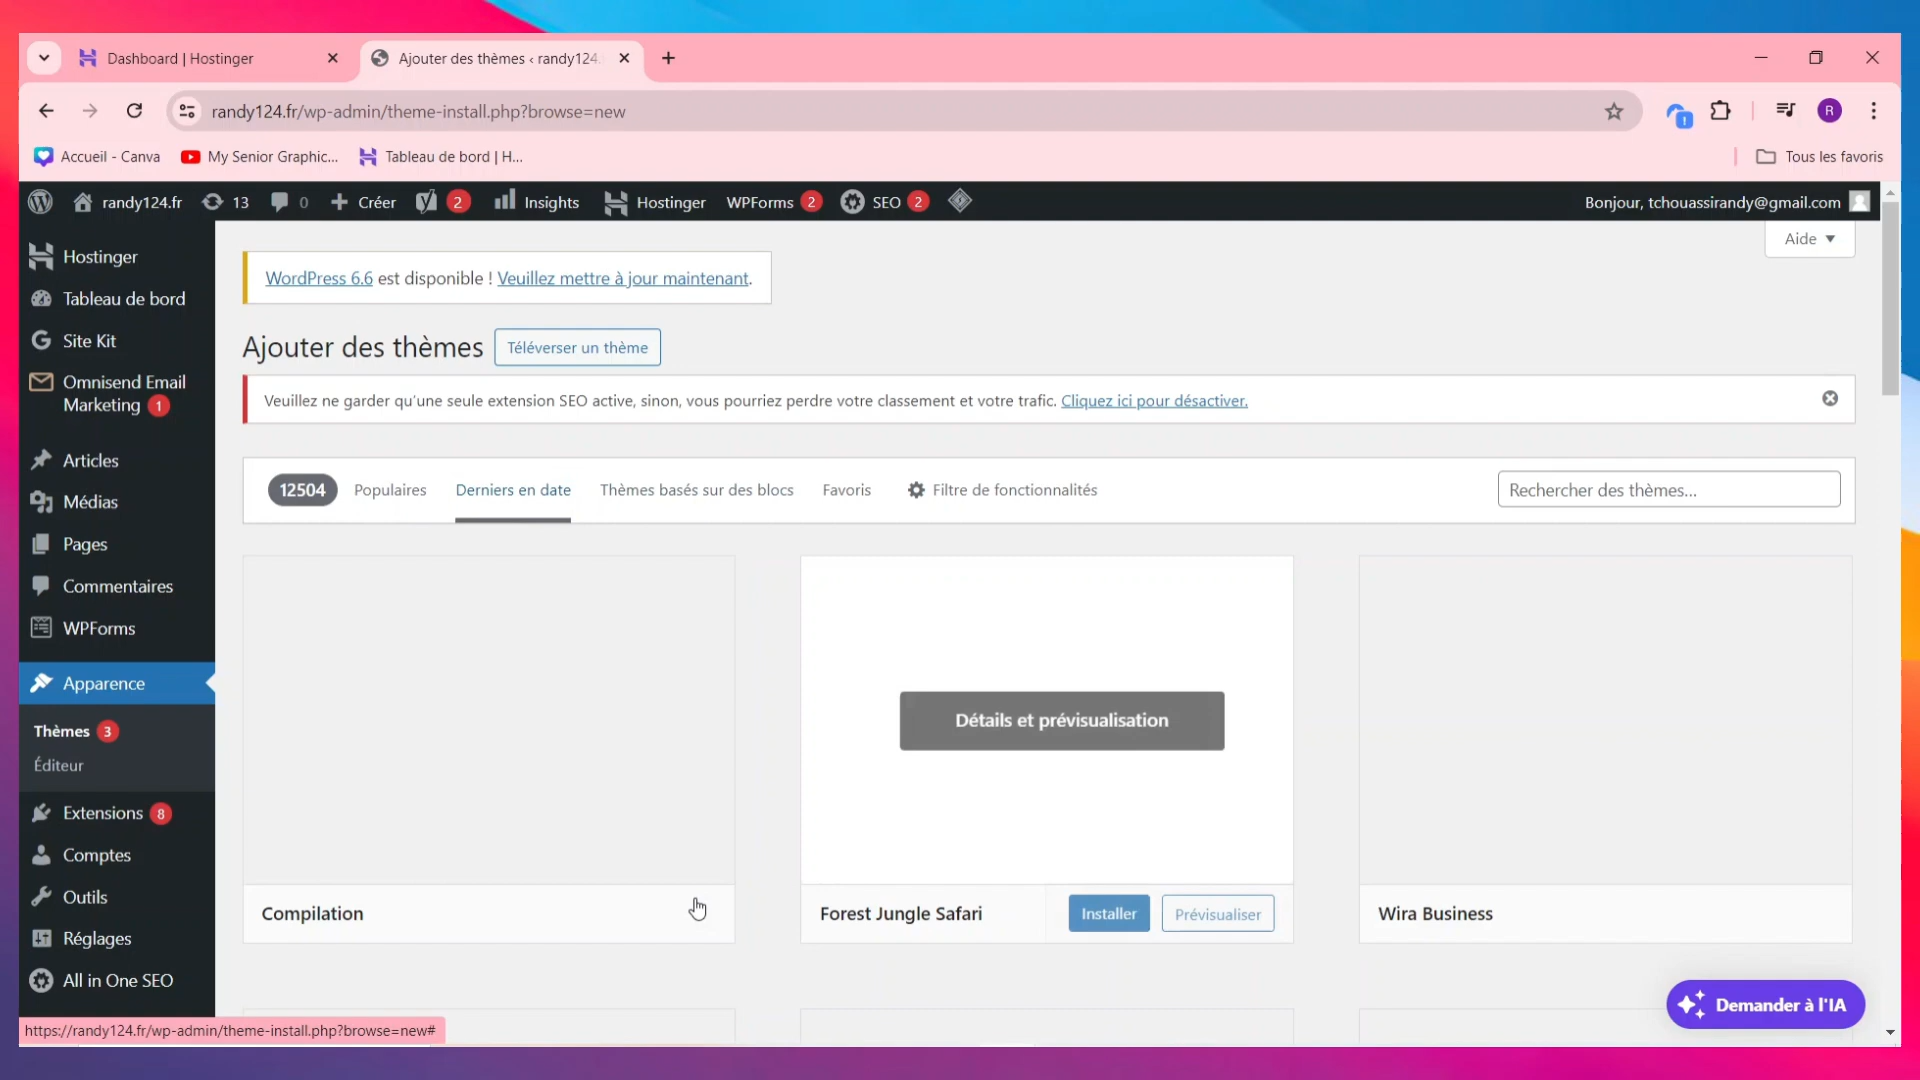 Dashboard | Hostinger
Ajouter des thèmes ‹ randy124.
randy124.fr/wp-admin/theme-install.php?browse=new
R
Accueil - Canva
My Senior Graphic...
Tableau de bord | H...
Tous les favoris
randy124.fr
13
0
Créer
2
Insights
Hostinger
WPForms 2
SEO 2
Bonjour, tchouassirandy@gmail.com
Aide
Hostinger
Tableau de bord
Site Kit
Omnisend Email
Marketing 1
Articles
Médias
Pages
Commentaires
WPForms
Apparence
Thèmes 3
Éditeur
Extensions 8
Comptes
Outils
Réglages
All in One SEO
WordPress 6.6 est disponible ! Veuillez mettre à jour maintenant.
Ajouter des thèmes
Téléverser un thème
Veuillez ne garder qu’une seule extension SEO active, sinon, vous pourriez perdre votre classement et votre trafic. Cliquez ici pour désactiver.
12504
Populaires
Derniers en date
Thèmes basés sur des blocs
Favoris
Filtre de fonctionnalités
Rechercher des thèmes...
Détails et prévisualisation
Compilation
Forest Jungle Safari
Installer
Prévisualiser
Wira Business
Demander à l'IA
https://randy124.fr/wp-admin/theme-install.php?browse=new#